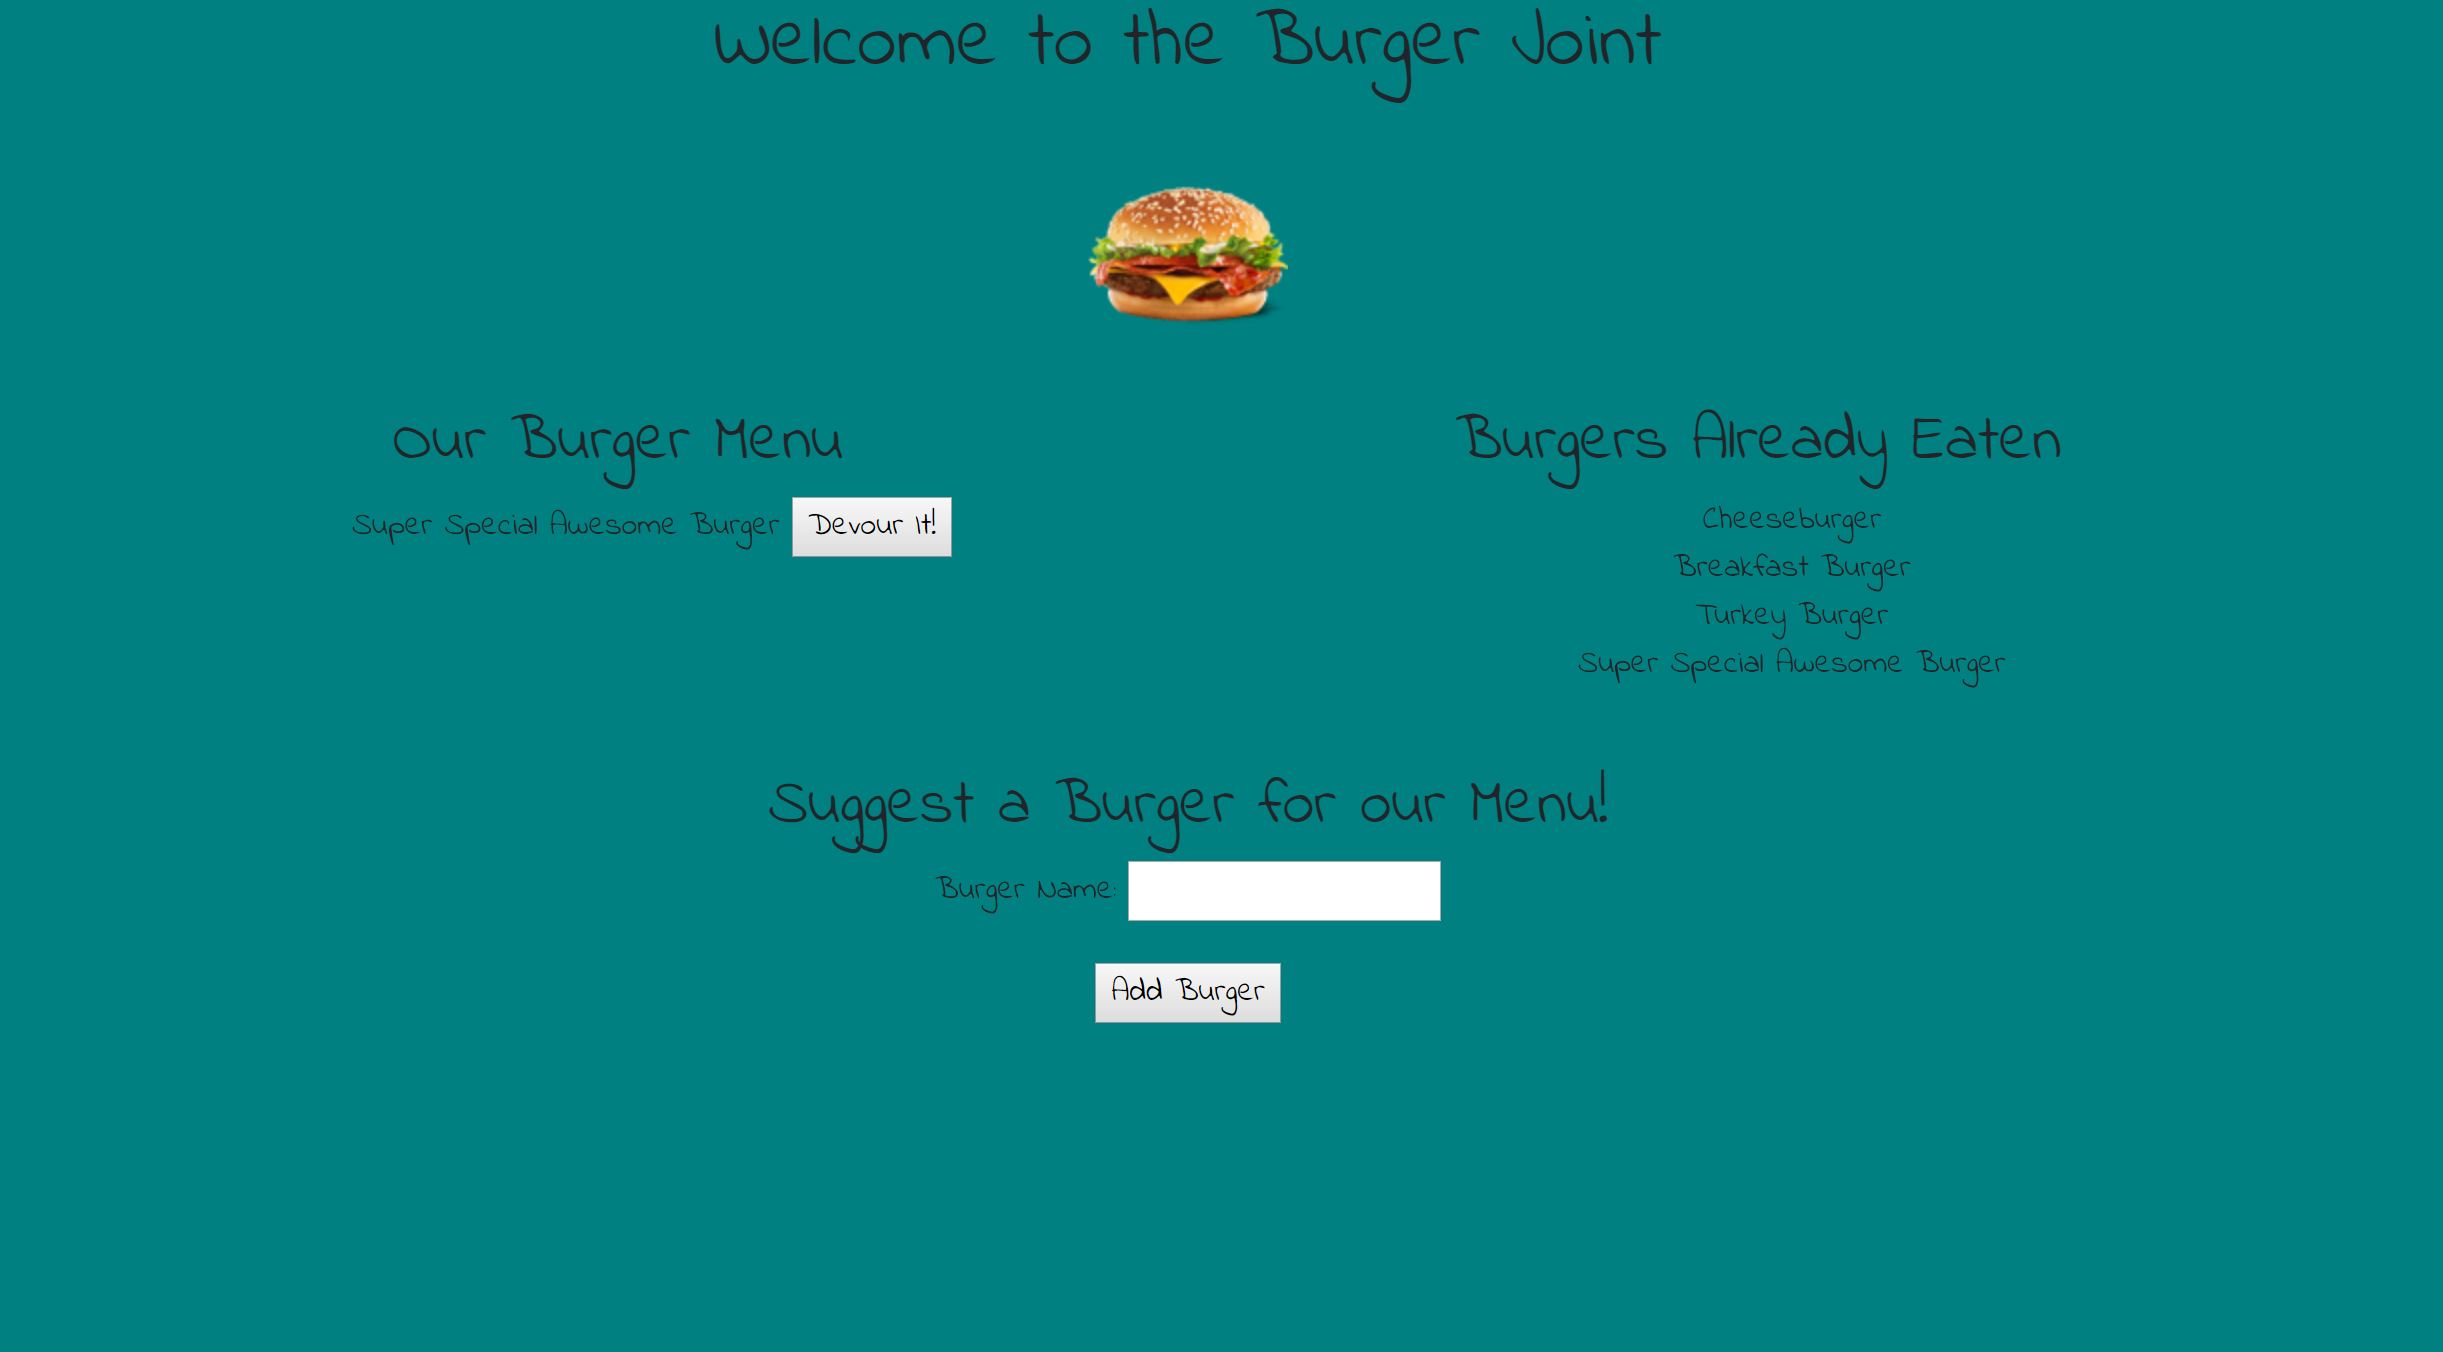 Welcome to the Burger Joint
Our Burger Menu
Super Special Awesome Burger Devour It!
Burgers Already Eaten
Cheeseburger
Breakfast Burger
Turkey Burger
Super Special Awesome Burger
Suggest a Burger for our Menu!
Burger Name:
Add Burger